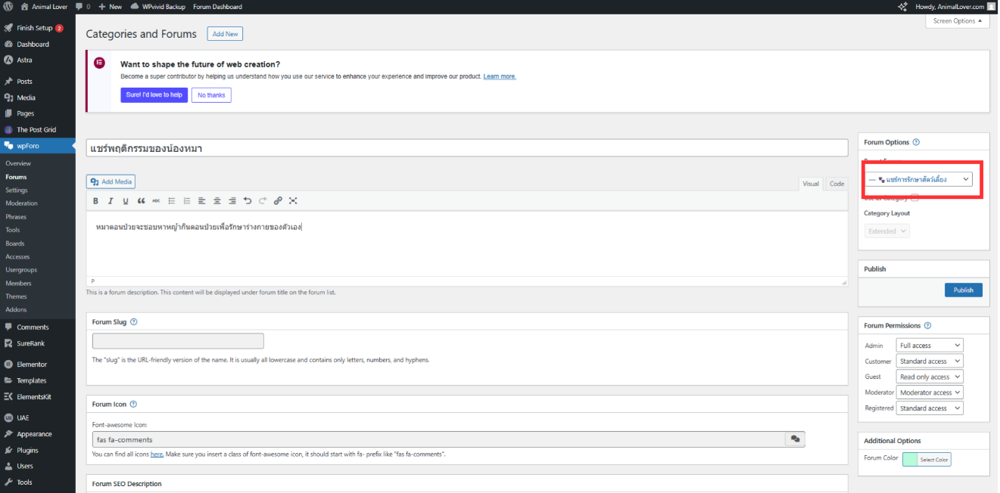 Animal Lover 0 New WPvivid Backup Forum Dashboard Howdy, AnimalLover.com
Screen Options
Finish Setup 2
Dashboard
Astra
Posts
Media
Pages
The Post Grid
wpForo
Overview
Forums
Settings
Moderation
Phrases
Tools
Boards
Accesses
Usergroups
Members
Themes
Addons
Comments
SureRank
Elementor
Templates
ElementsKit
UAE
Appearance
Plugins
Users
Tools
Categories and Forums Add New
Want to shape the future of web creation?
Become a super contributor by helping us understand how you use our service to enhance your experience and improve our product. Learn more.
Sure! I'd love to help No thanks
แชร์พฤติกรรมของน้องหมา
Add Media Visual Code
B I U ABC
หมาตอนป่วยจะชอบหาหญ้ากินตอนป่วยเพื่อรักษาร่างกายของตัวเอง
P
This is a forum description. This content will be displayed under forum title on the forum list.
Forum Slug
The "slug" is the URL-friendly version of the name. It is usually all lowercase and contains only letters, numbers, and hyphens.
Forum Icon
Font-awesome Icon:
fas fa-comments
You can find all icons here. Make sure you insert a class of font-awesome icon, it should start with fa- prefix like "fas fa-comments".
Forum SEO Description
Forum Options
— แชร์การรักษาสัตว์เลี้ยง
Use as Category
Category Layout
Extended
Publish
Publish
Forum Permissions
Admin Full access
Customer Standard access
Guest Read only access
Moderator Moderator access
Registered Standard access
Additional Options
Forum Color Select Color